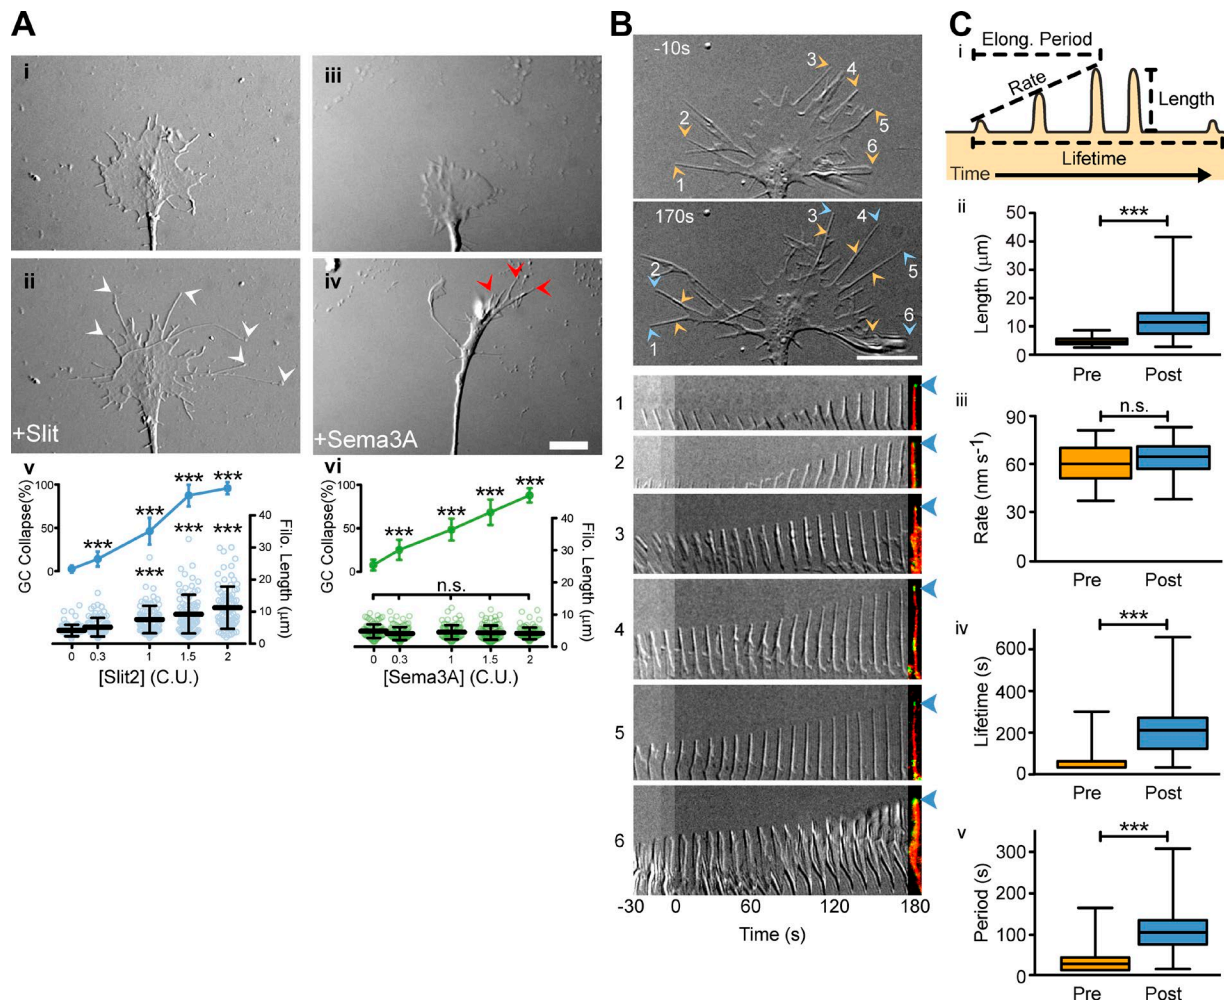 A
i
iii
ii
+Slit
iv
+Sema3A
v
GC Collapse(%)
100
50
0
***
***
***
***
***
***
***
40
30
20
10
0
Filo. Length (µm)
0
0.3
1
1.5
2
[Slit2] (C.U.)
vi
GC Collapse(%)
100
50
0
***
***
***
***
n.s.
40
30
20
10
0
Filo. Length (µm)
0
0.3
1
1.5
2
[Sema3A] (C.U.)
B
-10s
1
2
3
4
5
6
170s
1
2
3
4
5
6
1
2
3
4
5
6
-30
0
60
120
180
Time (s)
C
i
Elong. Period
Rate
Length
Lifetime
Time
ii
***
Length (µm)
50
40
30
20
10
0
Pre
Post
iii
n.s.
Rate (nm s⁻¹)
90
60
30
0
Pre
Post
iv
***
Lifetime (s)
600
400
200
0
Pre
Post
v
***
Period (s)
300
200
100
0
Pre
Post